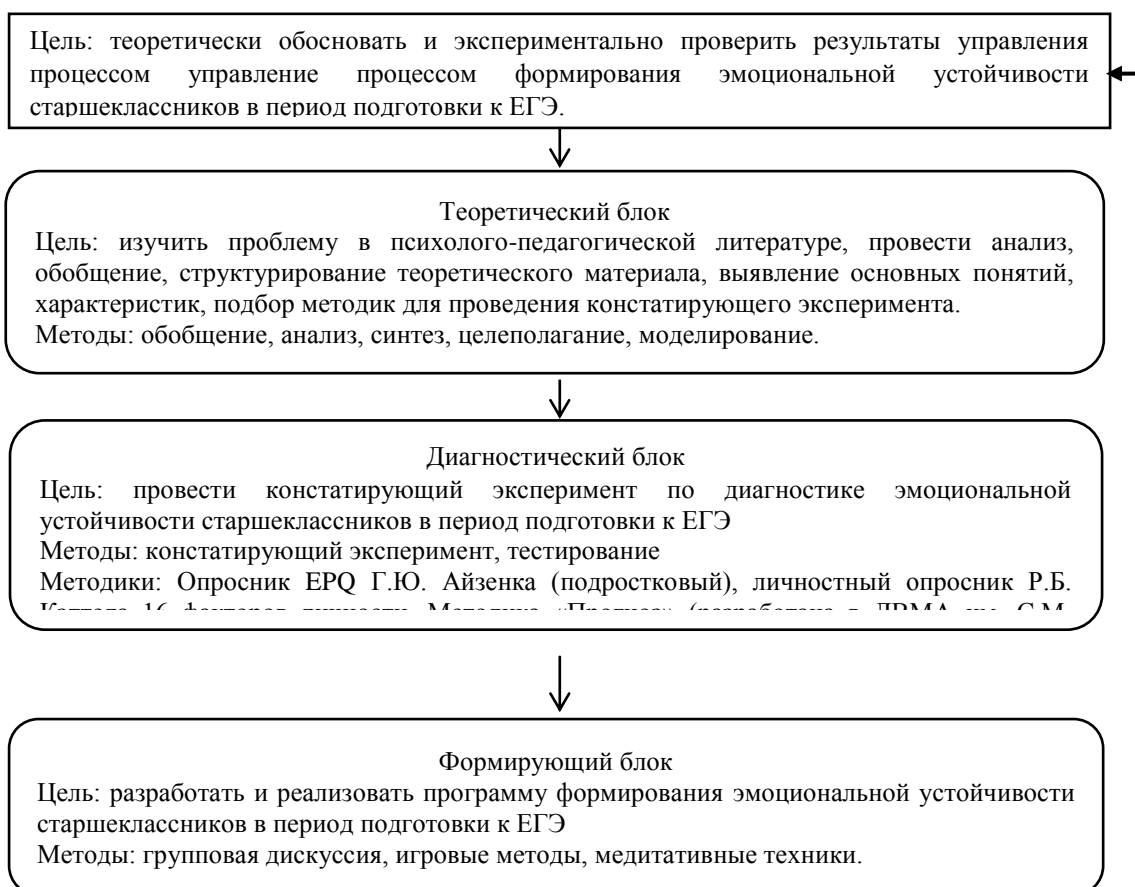 Цель: теоретически обосновать и экспериментально проверить результаты управления
процессом управление процессом формирования эмоциональной устойчивости
старшеклассников в период подготовки к ЕГЭ.
Теоретический блок
Цель: изучить проблему в психолого-педагогической литературе, провести анализ,
обобщение, структурирование теоретического материала, выявление основных понятий,
характеристик, подбор методик для проведения констатирующего эксперимента.
Методы: обобщение, анализ, синтез, целеполагание, моделирование.
Диагностический блок
Цель: провести констатирующий эксперимент по диагностике эмоциональной
устойчивости старшеклассников в период подготовки к ЕГЭ
Методы: констатирующий эксперимент, тестирование
Методики: Опросник EPQ Г.Ю. Айзенка (подростковый), личностный опросник Р.Б.
16 факторов
Формирующий блок
Цель: разработать и реализовать программу формирования эмоциональной устойчивости
старшеклассников в период подготовки к ЕГЭ
Методы: групповая дискуссия, игровые методы, медитативные техники.